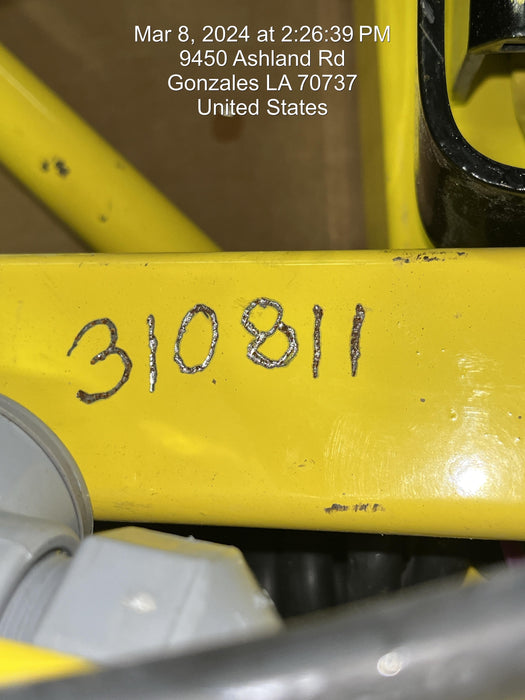 Mar 8, 2024 at 2:26:39 PM
9450 Ashland Rd
Gonzales LA 70737
United States
310811